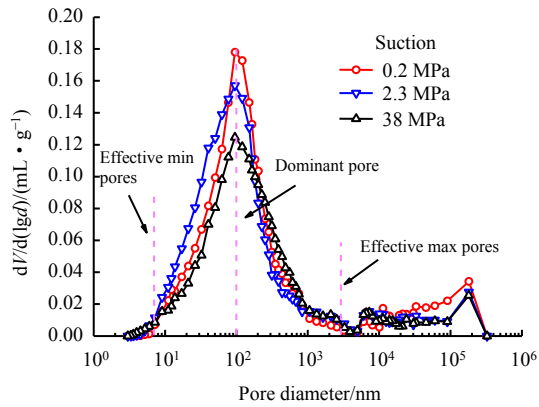 0.20
0.18
0.16
0.14
0.12
0.10
0.08
0.06
0.04
0.02
0.00
dV/d(lgd)/(mL • g⁻¹)
Suction
0.2 MPa
2.3 MPa
38 MPa
Effective min
pores
Dominant pore
Effective max pores
10⁰ 10¹ 10² 10³ 10⁴ 10⁵ 10⁶
Pore diameter/nm